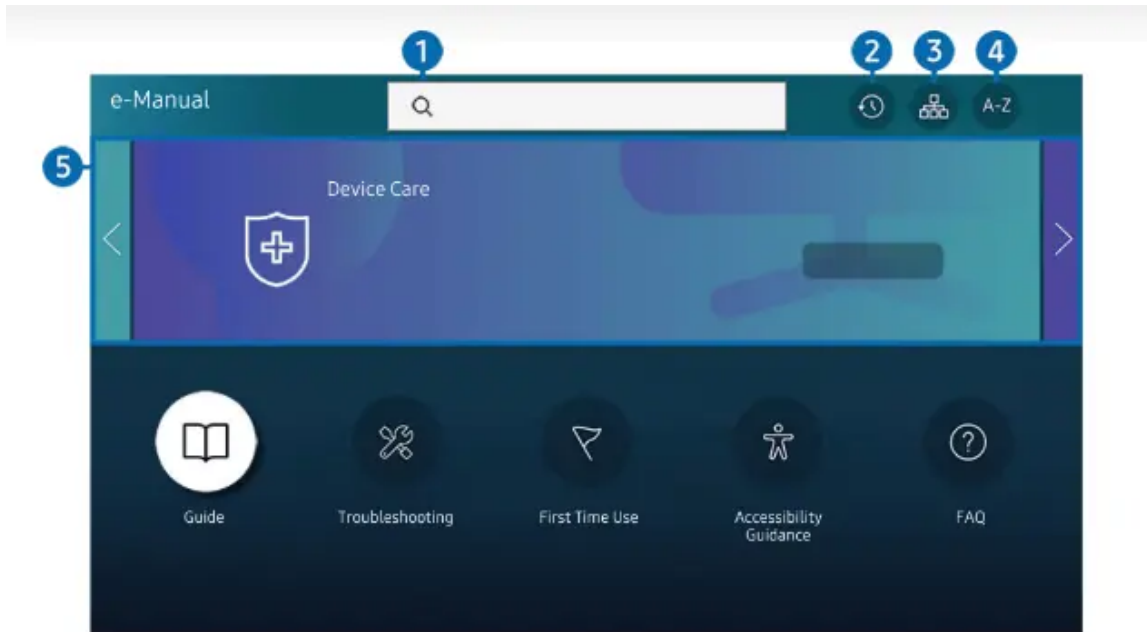 1
2
3
4
e-Manual
A-Z
5
Device Care
Guide
Troubleshooting
First Time Use
Accessibility
Guidance
FAQ